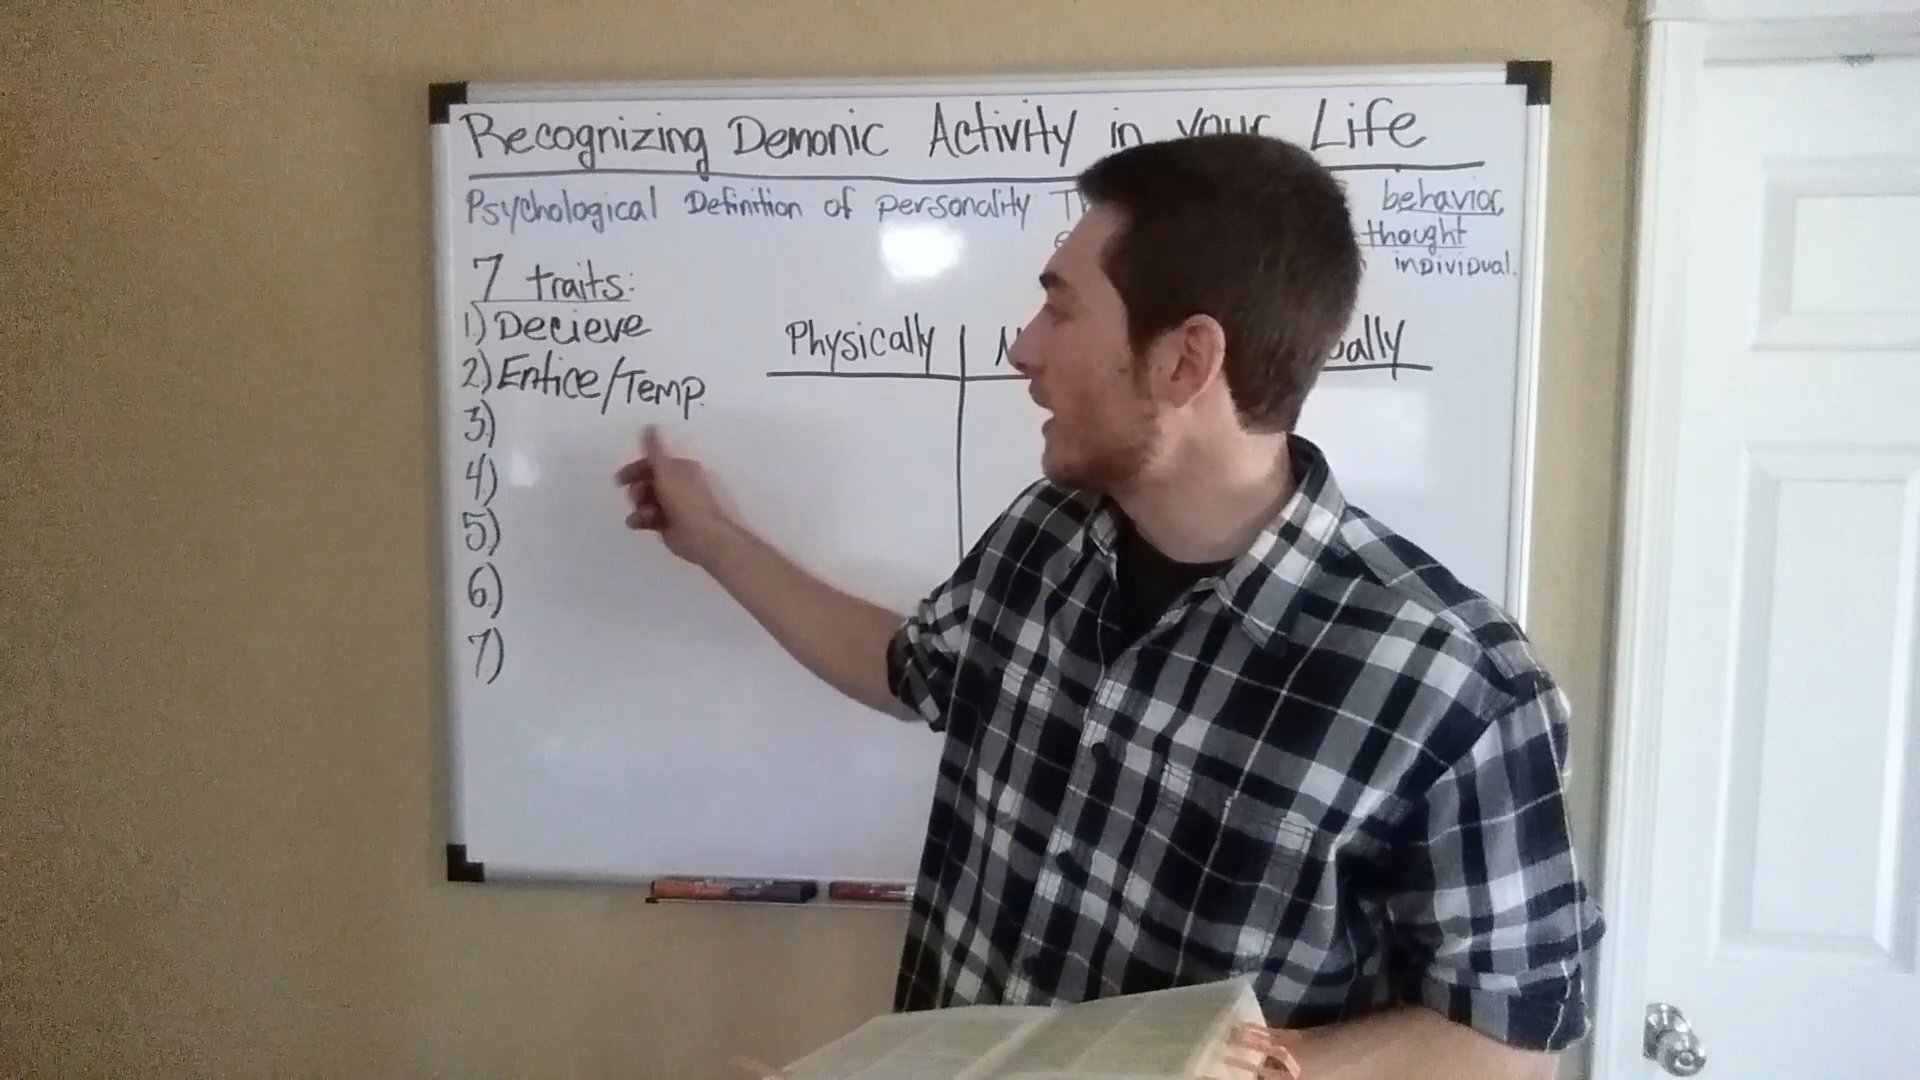 Recognizing Demonic Activity in your Life
Psychological Definition of personality behavior,
thought
individual.
7 traits:
1) Decieve
2) Entice/Temp.
3)
4)
5)
6)
7)
Physically